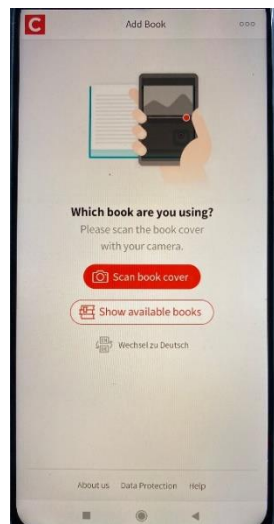 C
Add Book
Which book are you using?
Please scan the book cover
with your camera.
Scan book cover
Show available books
Wechsel zu Deutsch
About us Data Protection Help